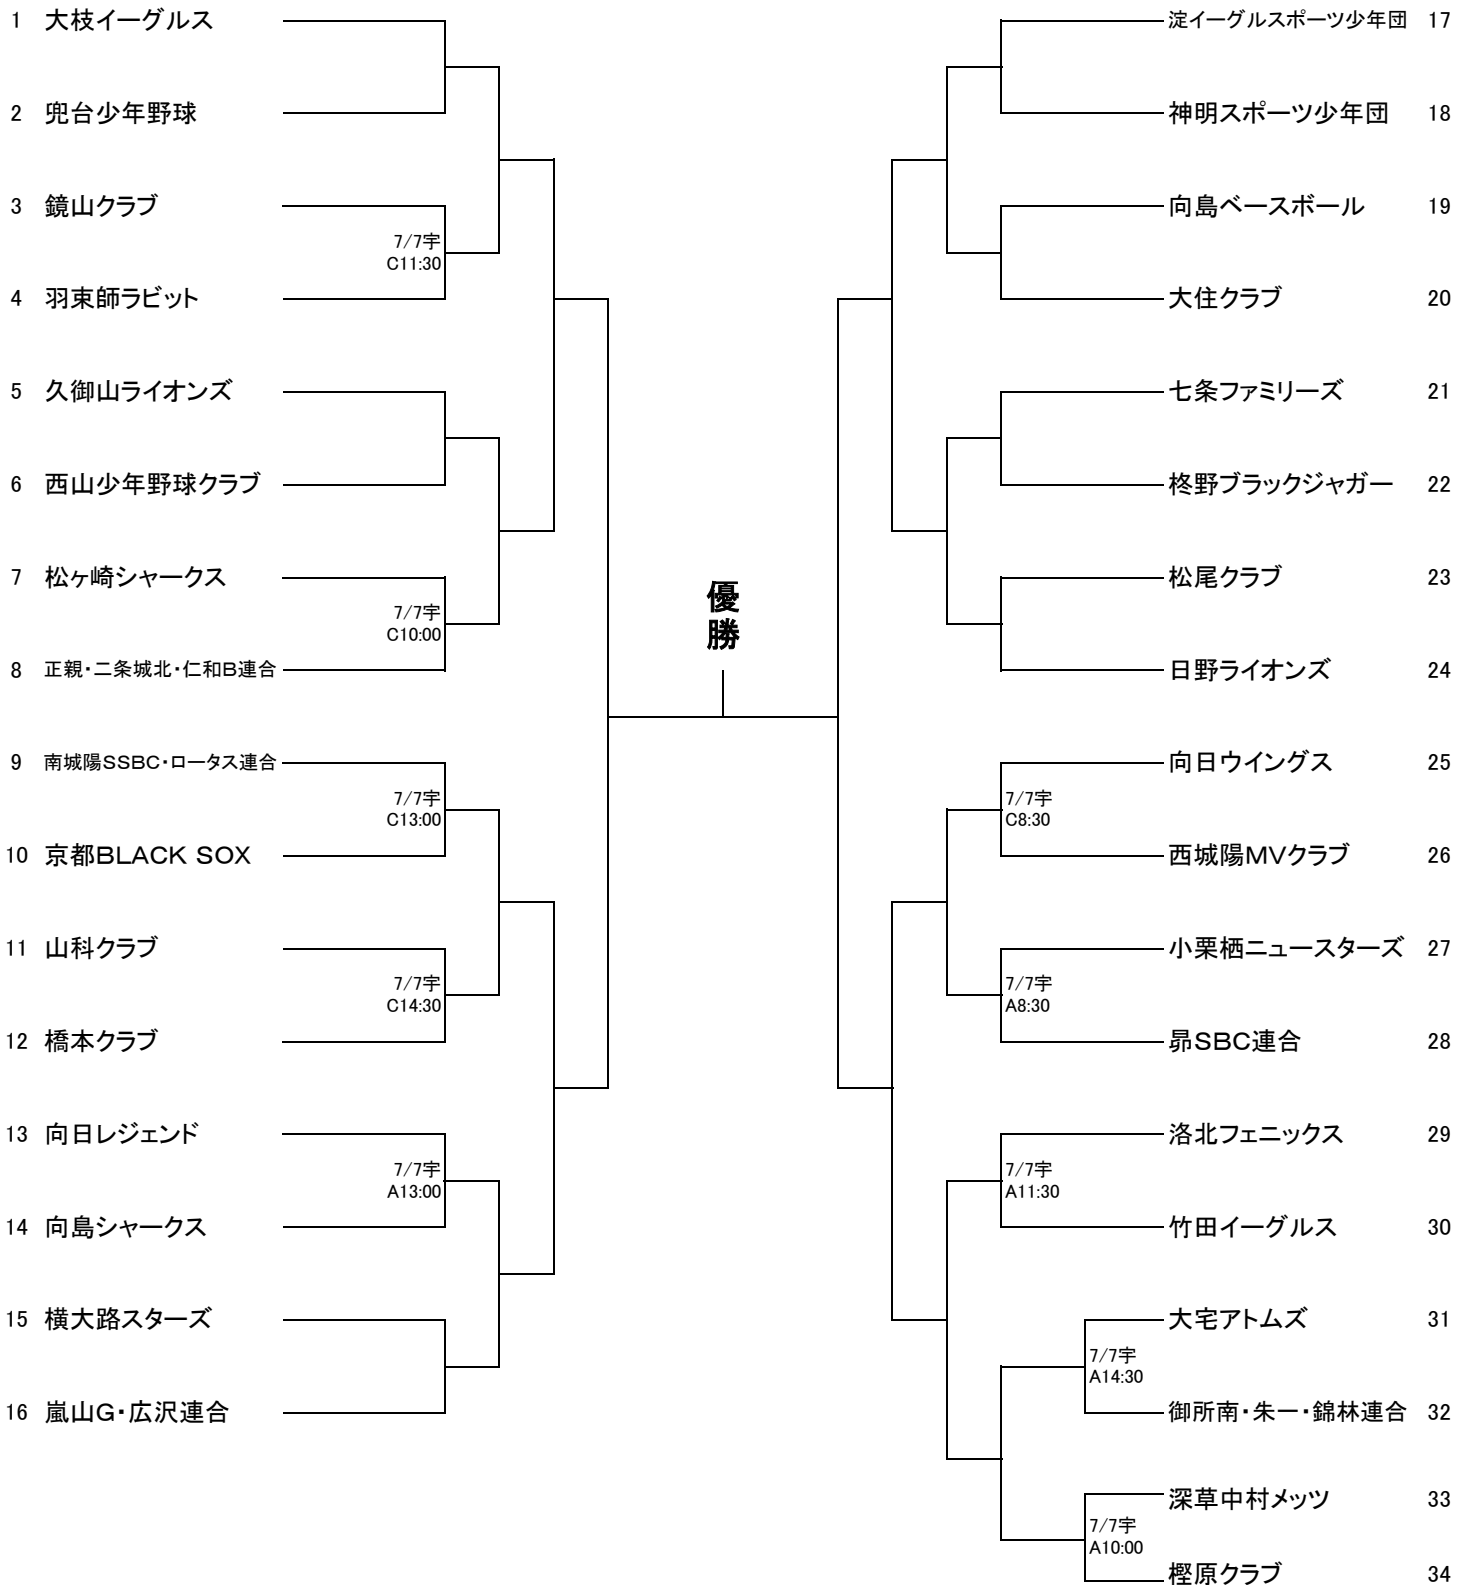 1 大枝イーグルス
2 兜台少年野球
3 鏡山クラブ
7/7宇
C11:30
4 羽束師ラビット
5 久御山ライオンズ
6 西山少年野球クラブ
7 松ヶ崎シャークス
7/7宇
C10:00
8 正親・二条城北・仁和B連合
9 南城陽SSBC・ロータス連合
7/7宇
C13:00
10 京都BLACK SOX
11 山科クラブ
7/7宇
C14:30
12 橋本クラブ
13 向日レジェンド
7/7宇
A13:00
14 向島シャークス
15 横大路スターズ
16 嵐山G・広沢連合
優勝
淀イーグルスポーツ少年団 17
神明スポーツ少年団 18
向島ベースボール 19
大住クラブ 20
七条ファミリーズ 21
柊野ブラックジャガー 22
松尾クラブ 23
日野ライオンズ 24
向日ウイングス 25
7/7宇
C8:30
西城陽MVクラブ 26
小栗栖ニュースターズ 27
7/7宇
A8:30
昴SBC連合 28
洛北フェニックス 29
7/7宇
A11:30
竹田イーグルス 30
大宅アトムズ 31
7/7宇
A14:30
御所南・朱一・錦林連合 32
深草中村メッツ 33
7/7宇
A10:00
樫原クラブ 34